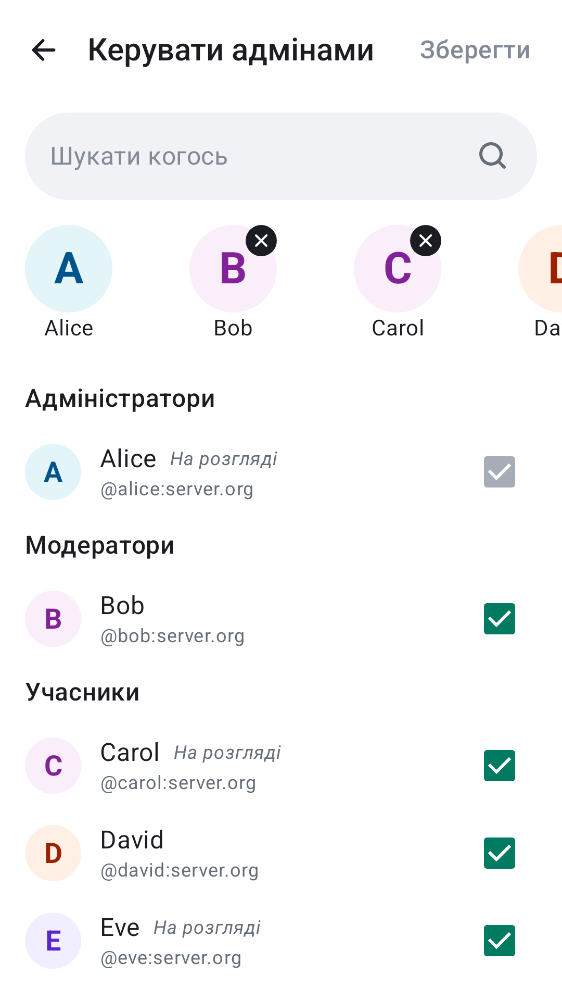 Керувати адмінами
Зберегти
Шукати когось
A B C D
Alice Bob Carol Da
Адміністратори
A
Alice На розгляді
@alice:server.org
Модератори
B
Bob
@bob:server.org
Учасники
C
Carol На розгляді
@carol:server.org
D
David
@david:server.org
E
Eve На розгляді
@eve:server.org